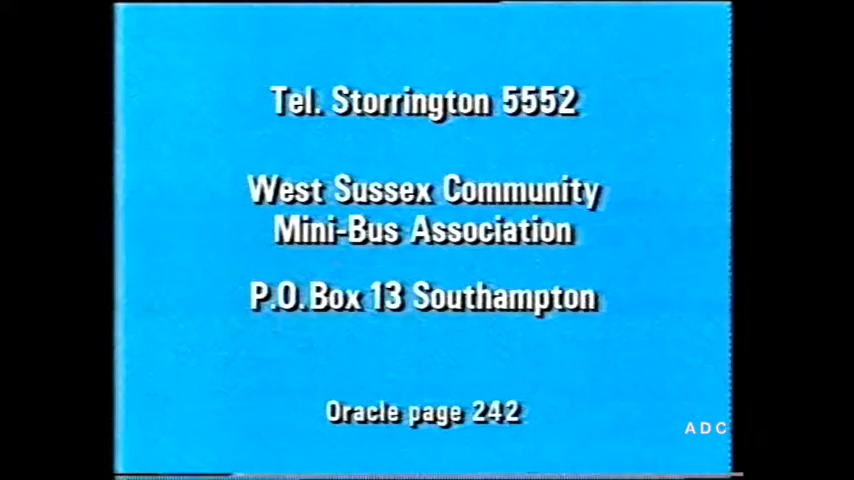 Tel. Storrington 5552
West Sussex Community
Mini-Bus Association
P.O. Box 13 Southampton
Oracle page 242
ADC